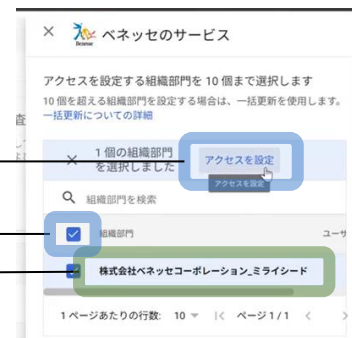 × Benesse ベネッセのサービス
アクセスを設定する組織部門を 10 個まで選択します
10 個を超える組織部門を設定する場合は、一括更新を使用します。
一括更新についての詳細
査
× 1 個の組織部門
を選択しました
アクセスを設定
アクセスを設定
組織部門を検索
組織部門 ユーザ
株式会社ベネッセコーポレーション_ミライシード
1 ページあたりの行数: 10 ページ 1 / 1